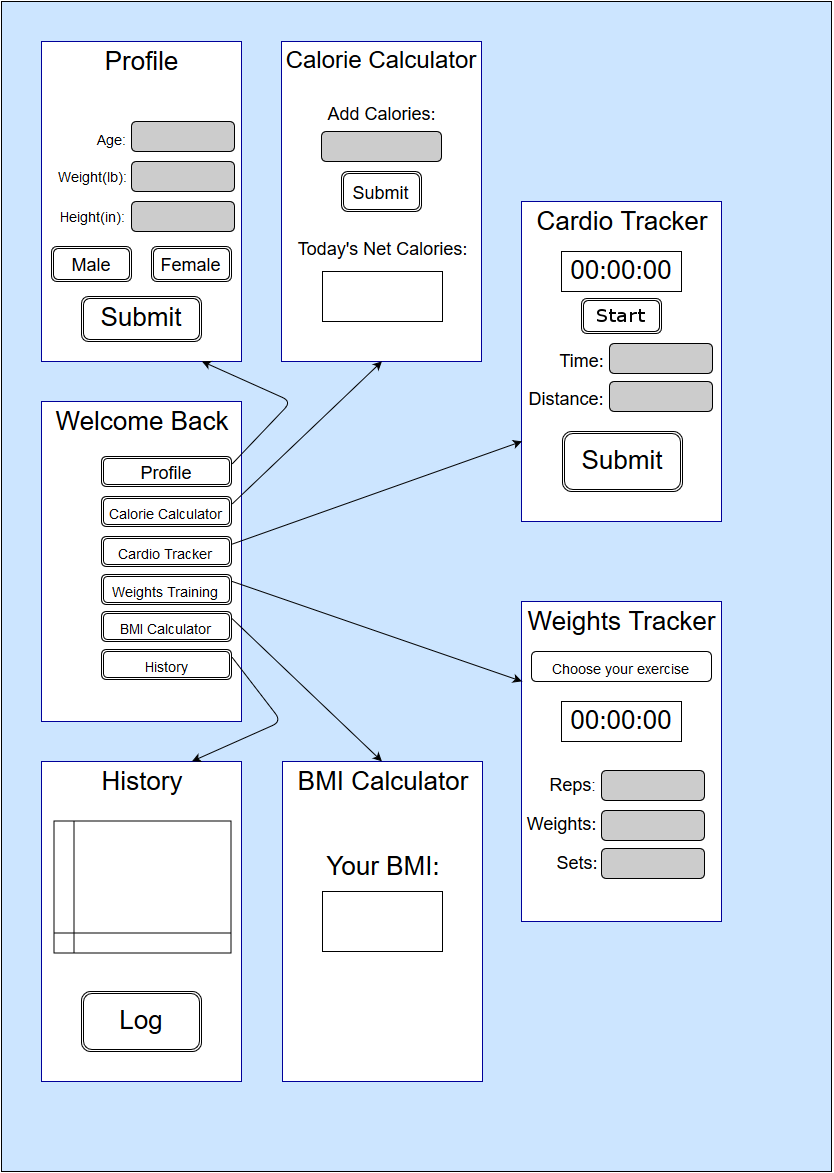 Profile
Age:
Weight(lb):
Height(in):
Male
Female
Submit
Calorie Calculator
Add Calories:
Submit
Today's Net Calories:
Cardio Tracker
00:00:00
Start
Time:
Distance:
Submit
Welcome Back
Profile
Calorie Calculator
Cardio Tracker
Weights Training
BMI Calculator
History
Weights Tracker
Choose your exercise
00:00:00
Reps:
Weights:
Sets:
History
Log
BMI Calculator
Your BMI: